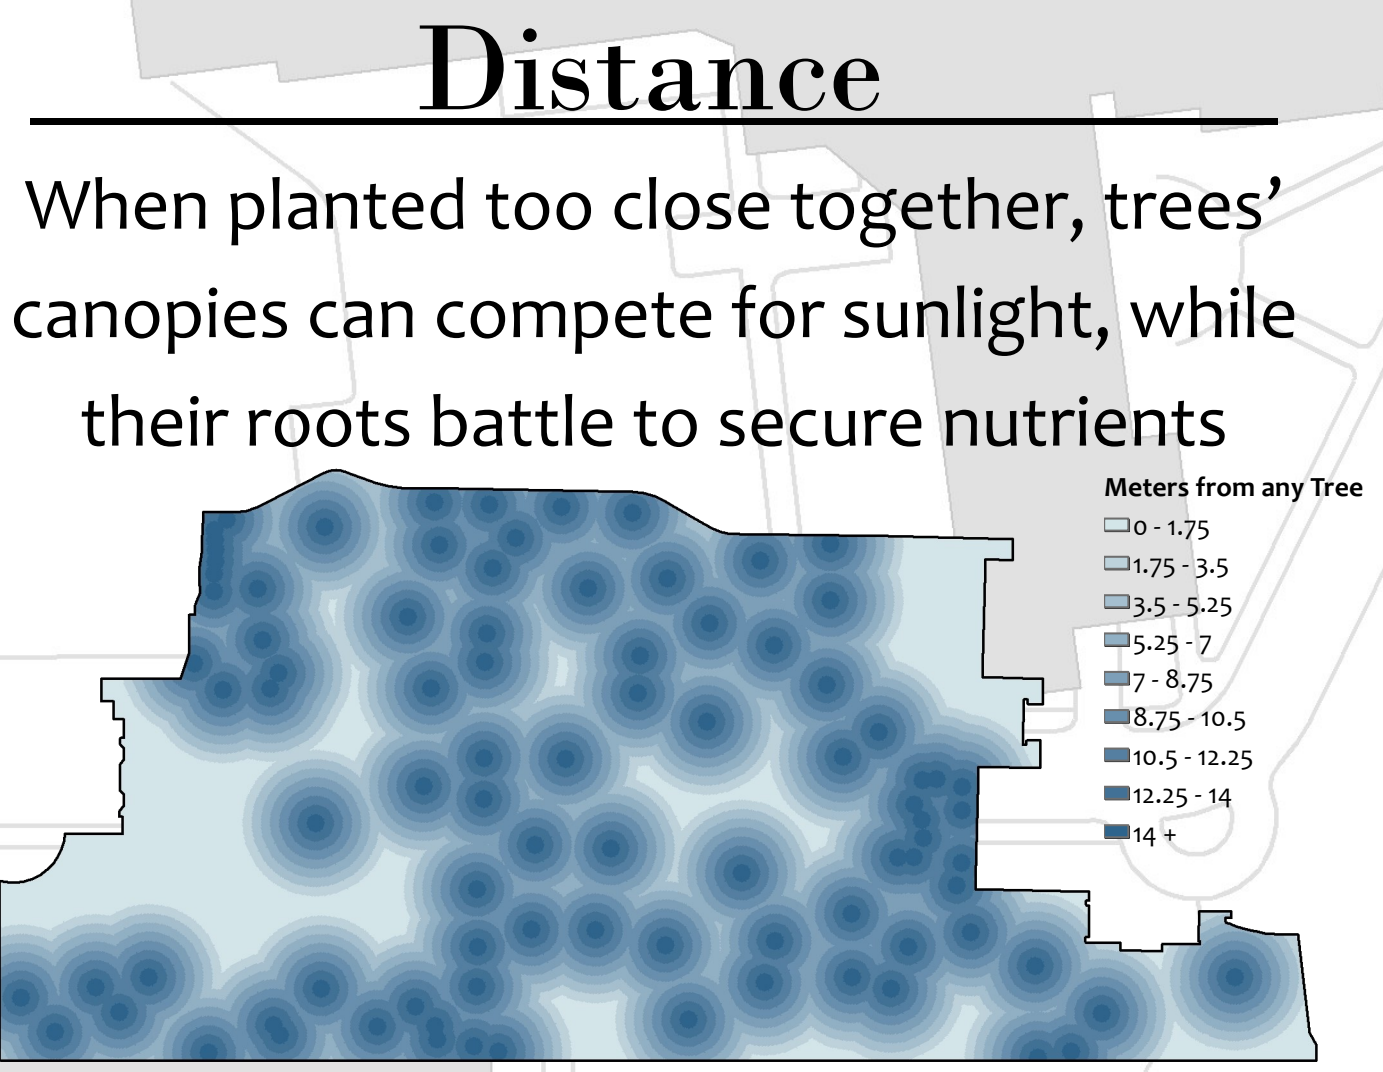 Distance
When planted too close together, trees’
canopies can compete for sunlight, while
their roots battle to secure nutrients
Meters from any Tree
0 - 1.75
1.75 - 3.5
3.5 - 5.25
5.25 - 7
7 - 8.75
8.75 - 10.5
10.5 - 12.25
12.25 - 14
14 +